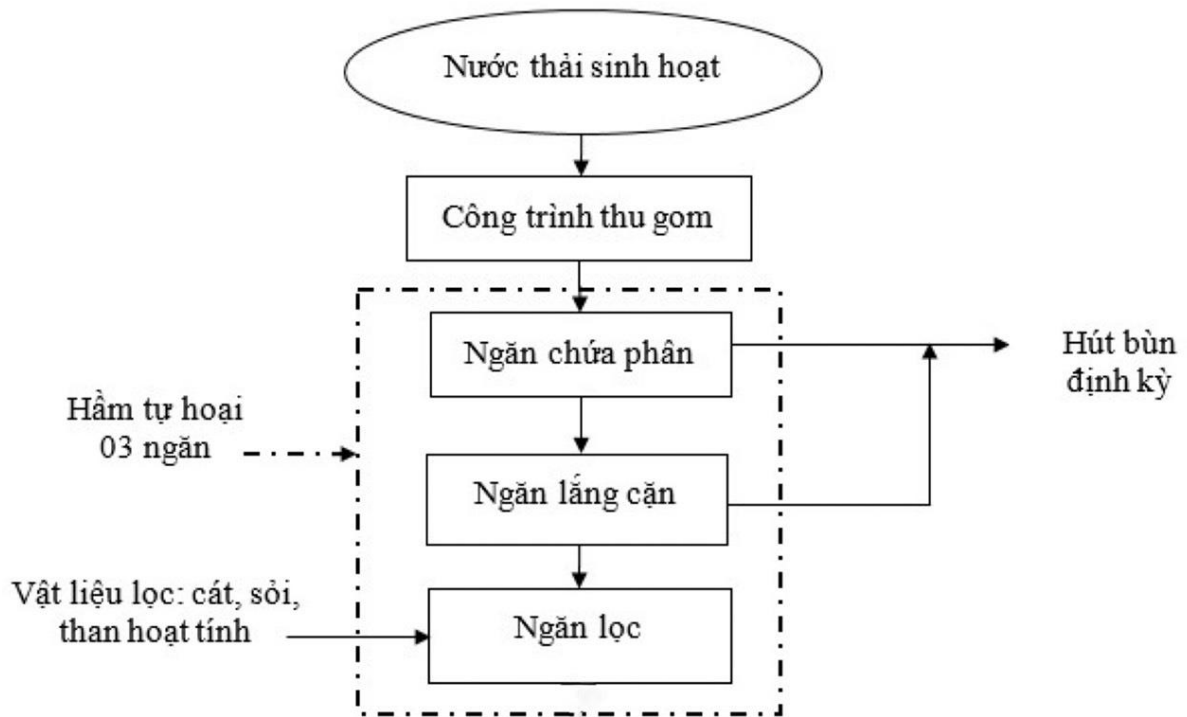 Nước thải sinh hoạt
Công trình thu gom
Ngăn chứa phân
Hút bùn
định kỳ
Hầm tự hoại
03 ngăn
Ngăn lắng cặn
Vật liệu lọc: cát, sỏi,
than hoạt tính
Ngăn lọc